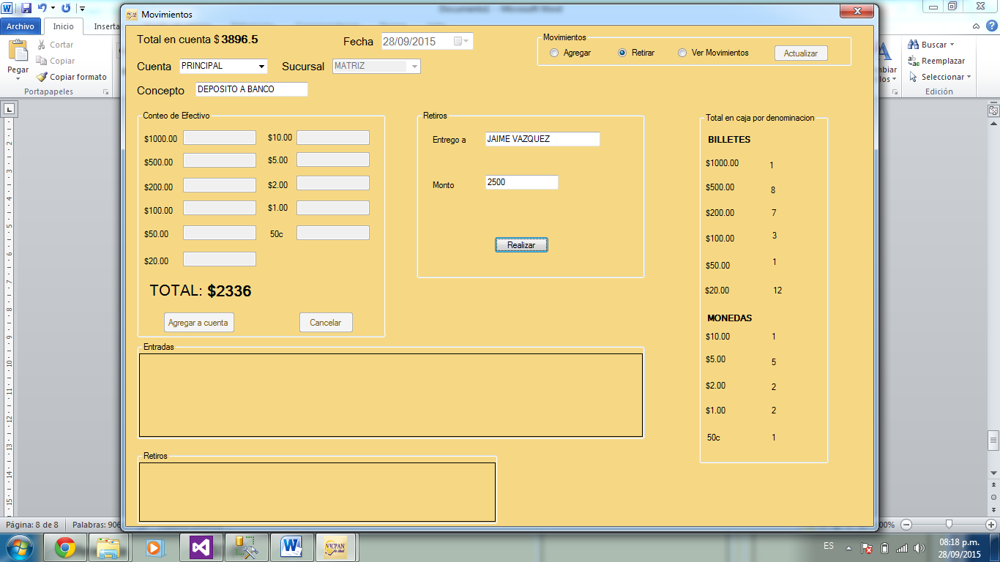 Movimientos
Archivo
Inicio
Inserta
Pegar
Cortar
Copiar
Copiar formato
Portapapeles
Buscar
Reemplazar
Seleccionar
Edición
Total en cuenta $ 3896.5
Fecha 28/09/2015
Movimientos
Agregar Retirar Ver Movimientos Actualizar
Cuenta PRINCIPAL Sucursal MATRIZ
Concepto DEPOSITO A BANCO
Conteo de Efectivo
$1000.00 $10.00
$500.00 $5.00
$200.00 $2.00
$100.00 $1.00
$50.00 50c
$20.00
TOTAL: $2336
Agregar a cuenta Cancelar
Retiros
Entrego a JAIME VAZQUEZ
Monto 2500
Realizar
Total en caja por denominacion
BILLETES
$1000.00 1
$500.00 8
$200.00 7
$100.00 3
$50.00 1
$20.00 12
MONEDAS
$10.00 1
$5.00 5
$2.00 2
$1.00 2
50c 1
Entradas
Retiros
Página: 8 de 8
Palabras: 906
00%
VICPAN
ES
08:18 p.m.
28/09/2015